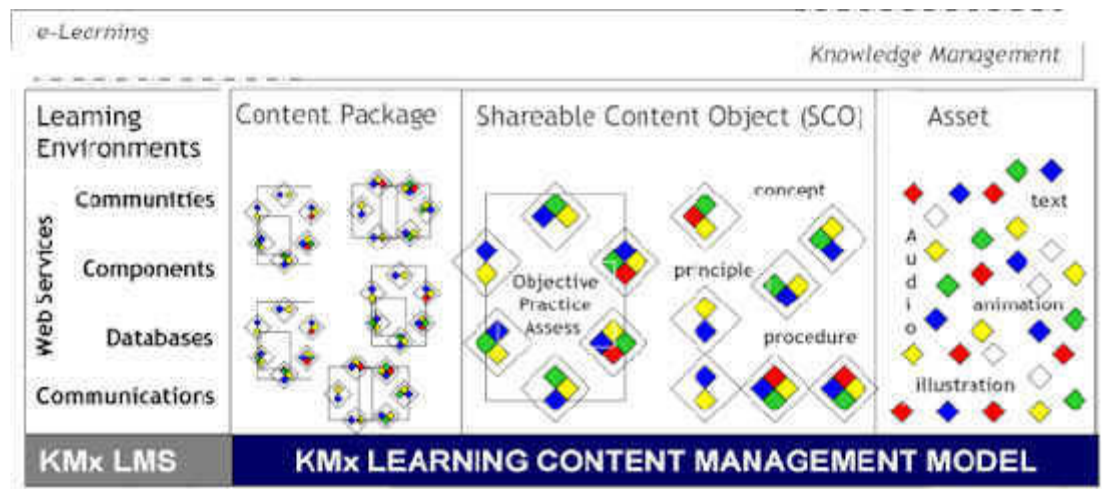 e-Learning
Knowledge Management
Learning
Environments
Content Package
Shareable Content Object (SCO)
Asset
Web Services
Communities
Components
Databases
Communications
Objective
Practice
Assess
concept
principle
procedure
text
Audio
animation
illustration
KMx LMS
KMx LEARNING CONTENT MANAGEMENT MODEL